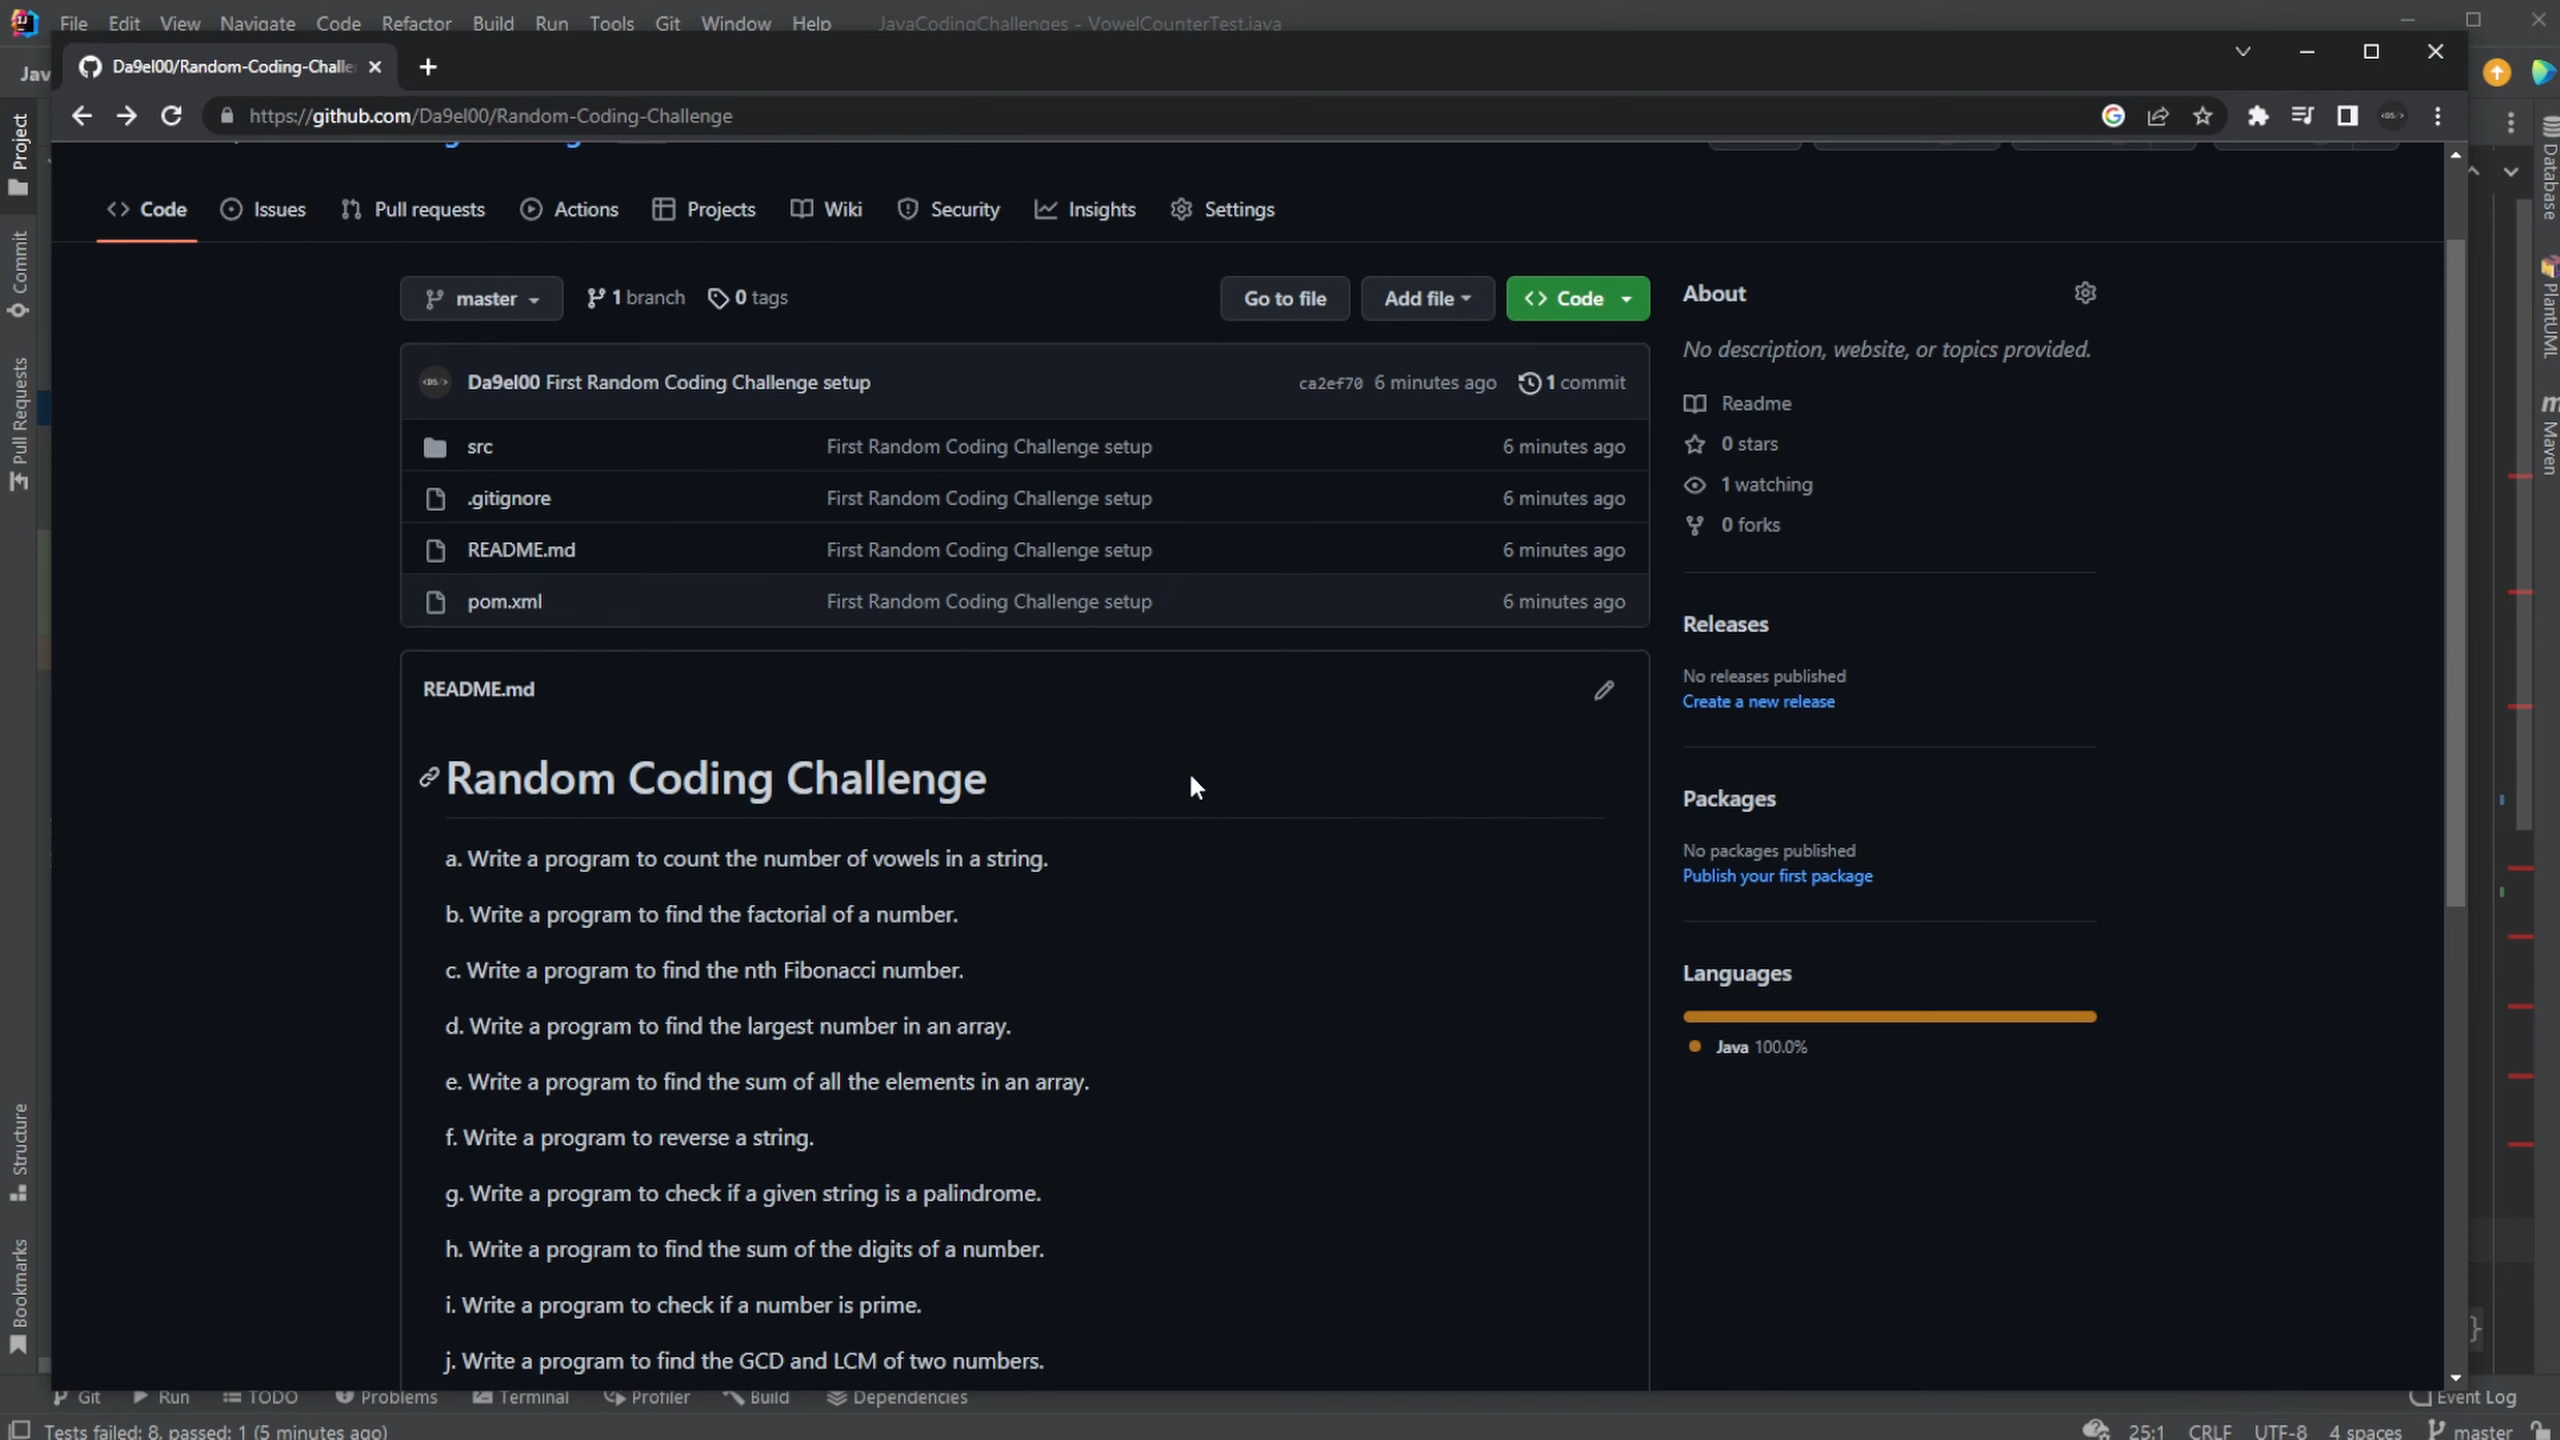 File Edit View Navigate Code Refactor Build Run Tools Git Window Help JavaCodingChallenges - VowelCounterTest.java
Jav
Da9el00/Random-Coding-Challe
https://github.com/Da9el00/Random-Coding-Challenge
Project
Commit
Pull Requests
Structure
Bookmarks
Database
PlantUML
Maven
Code Issues Pull requests Actions Projects Wiki Security Insights Settings
master 1 branch 0 tags Go to file Add file Code
Da9el00 First Random Coding Challenge setup ca2ef70 6 minutes ago 1 commit
src First Random Coding Challenge setup 6 minutes ago
.gitignore First Random Coding Challenge setup 6 minutes ago
README.md First Random Coding Challenge setup 6 minutes ago
pom.xml First Random Coding Challenge setup 6 minutes ago
README.md
Random Coding Challenge
a. Write a program to count the number of vowels in a string.
b. Write a program to find the factorial of a number.
c. Write a program to find the nth Fibonacci number.
d. Write a program to find the largest number in an array.
e. Write a program to find the sum of all the elements in an array.
f. Write a program to reverse a string.
g. Write a program to check if a given string is a palindrome.
h. Write a program to find the sum of the digits of a number.
i. Write a program to check if a number is prime.
j. Write a program to find the GCD and LCM of two numbers.
About
No description, website, or topics provided.
Readme
0 stars
1 watching
0 forks
Releases
No releases published
Create a new release
Packages
No packages published
Publish your first package
Languages
Java 100.0%
}
Git Run TODO Problems Terminal Profiler Build Dependencies Event Log
Tests failed: 8, passed: 1 (5 minutes ago) 25:1 CRLF UTF-8 4 spaces master